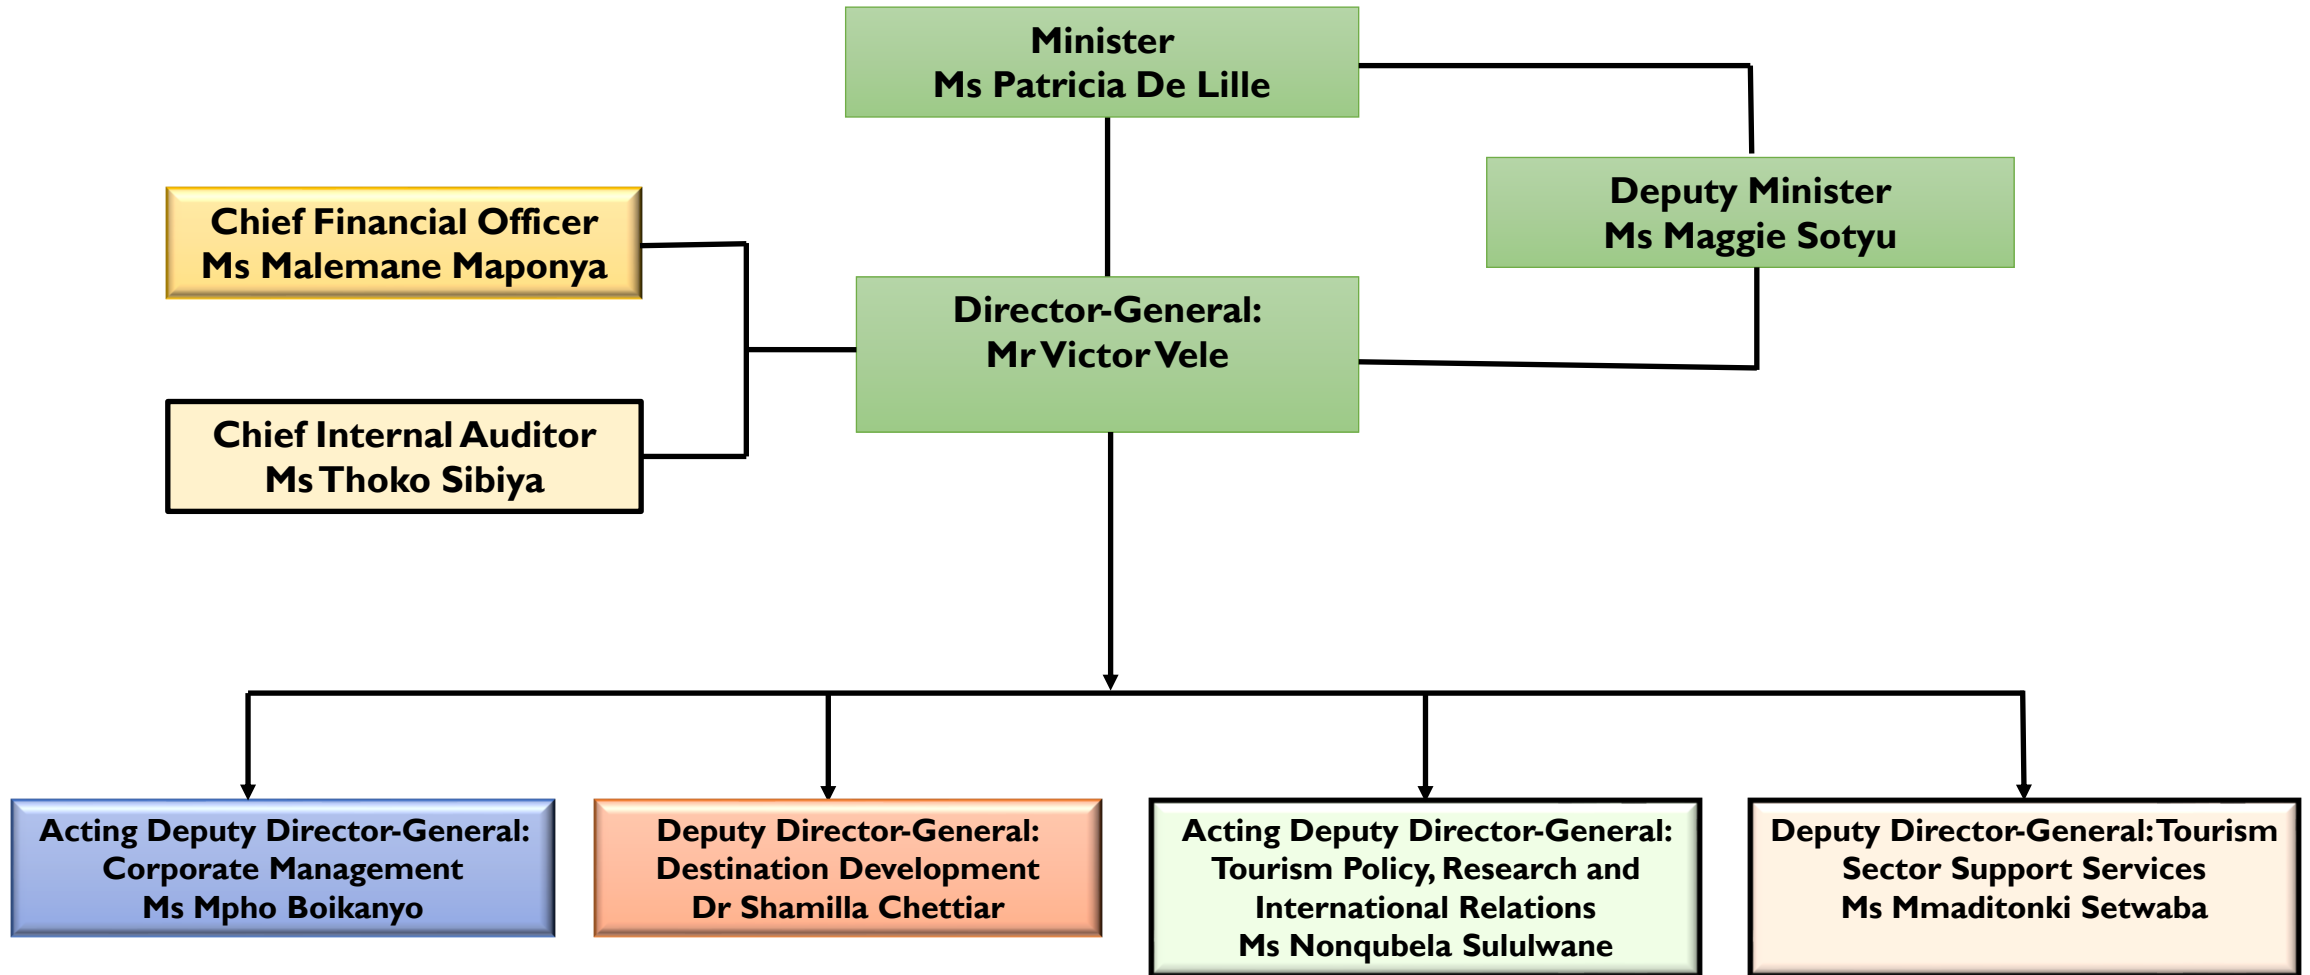 Minister
Ms Patricia De Lille
Deputy Minister
Ms Maggie Sotyu
Chief Financial Officer
Ms Malemane Maponya
Director-General:
Mr Victor Vele
Chief Internal Auditor
Ms Thoko Sibiya
Acting Deputy Director-General:
Corporate Management
Ms Mpho Boikanyo
Deputy Director-General:
Destination Development
Dr Shamilla Chettiar
Acting Deputy Director-General:
Tourism Policy, Research and
International Relations
Ms Nonqubela Sululwane
Deputy Director-General: Tourism
Sector Support Services
Ms Mmaditonki Setwaba